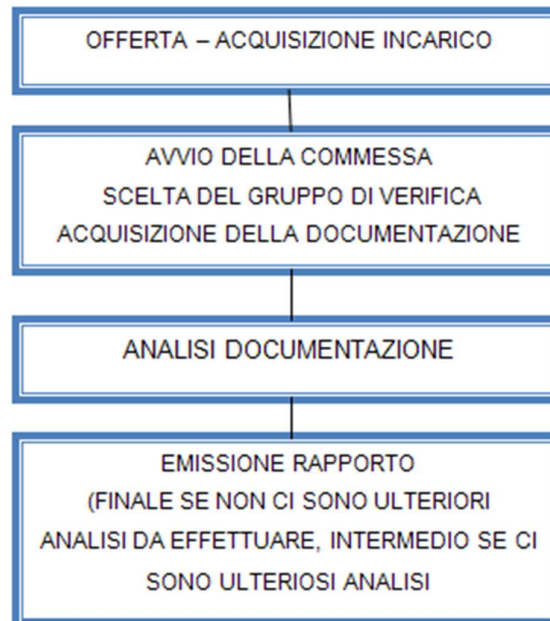 OFFERTA – ACQUISIZIONE INCARICO
AVVIO DELLA COMMESSA
SCELTA DEL GRUPPO DI VERIFICA
ACQUISIZIONE DELLA DOCUMENTAZIONE
ANALISI DOCUMENTAZIONE
EMISSIONE RAPPORTO
(FINALE SE NON CI SONO ULTERIORI
ANALISI DA EFFETTUARE, INTERMEDIO SE CI
SONO ULTERIOSI ANALISI